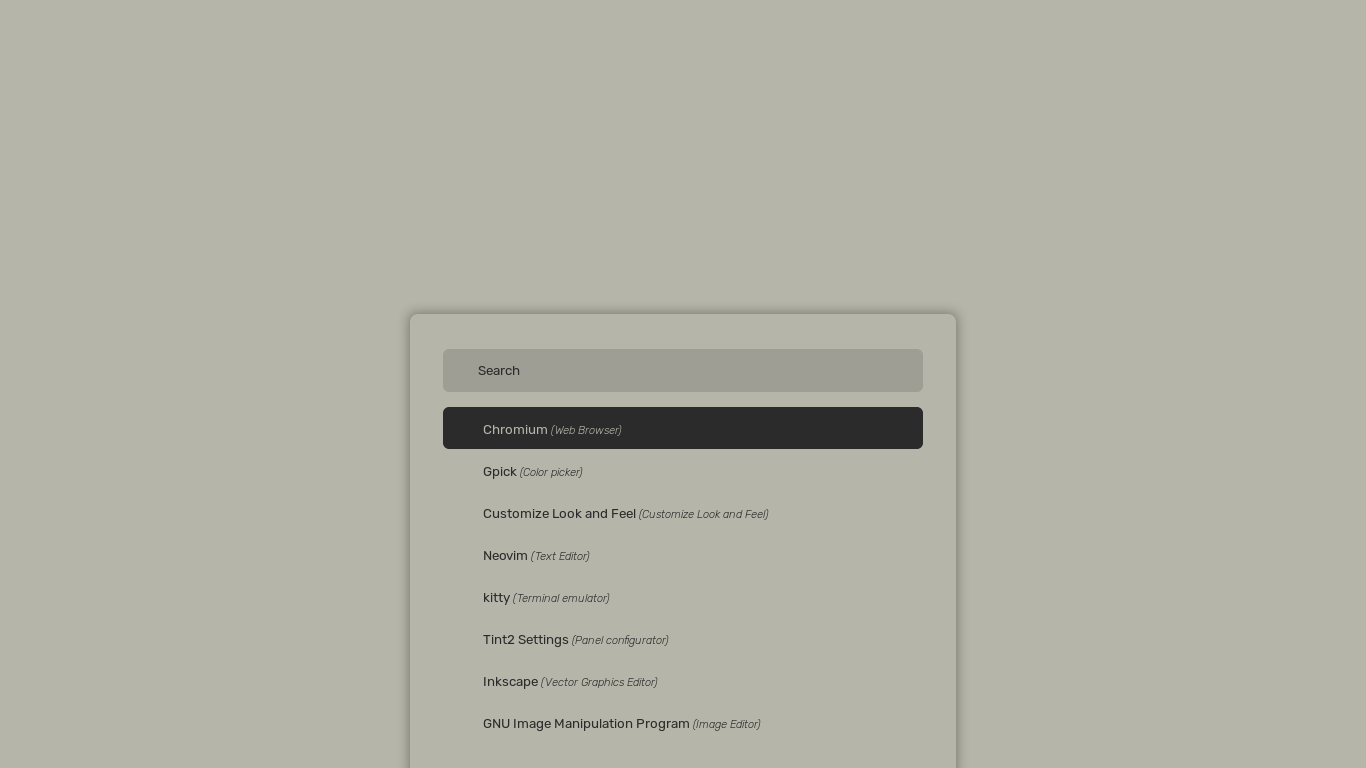 Search
Chromium (Web Browser)
Gpick (Color picker)
Customize Look and Feel (Customize Look and Feel)
Neovim (Text Editor)
kitty (Terminal emulator)
Tint2 Settings (Panel configurator)
Inkscape (Vector Graphics Editor)
GNU Image Manipulation Program (Image Editor)